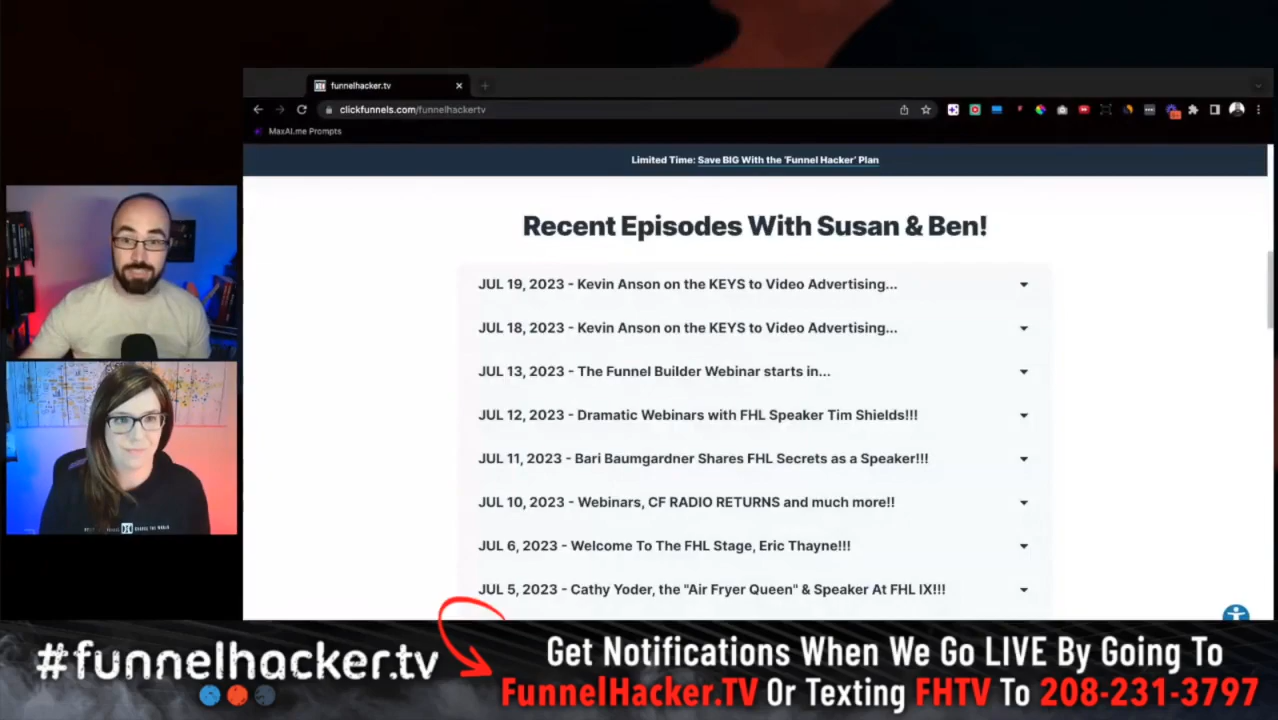 funnelhacker.tv
clickfunnels.com/funnelhackertv
MaxAI.me Prompts
Limited Time: Save BIG With the 'Funnel Hacker' Plan
Recent Episodes With Susan & Ben!
JUL 19, 2023 - Kevin Anson on the KEYS to Video Advertising...
JUL 18, 2023 - Kevin Anson on the KEYS to Video Advertising...
JUL 13, 2023 - The Funnel Builder Webinar starts in...
JUL 12, 2023 - Dramatic Webinars with FHL Speaker Tim Shields!!!
JUL 11, 2023 - Bari Baumgardner Shares FHL Secrets as a Speaker!!!
JUL 10, 2023 - Webinars, CF RADIO RETURNS and much more!!
JUL 6, 2023 - Welcome To The FHL Stage, Eric Thayne!!!
JUL 5, 2023 - Cathy Yoder, the "Air Fryer Queen" & Speaker At FHL IX!!!
#funnelhacker.tv
Get Notifications When We Go LIVE By Going To
FunnelHacker.TV Or Texting FHTV To 208-231-3797